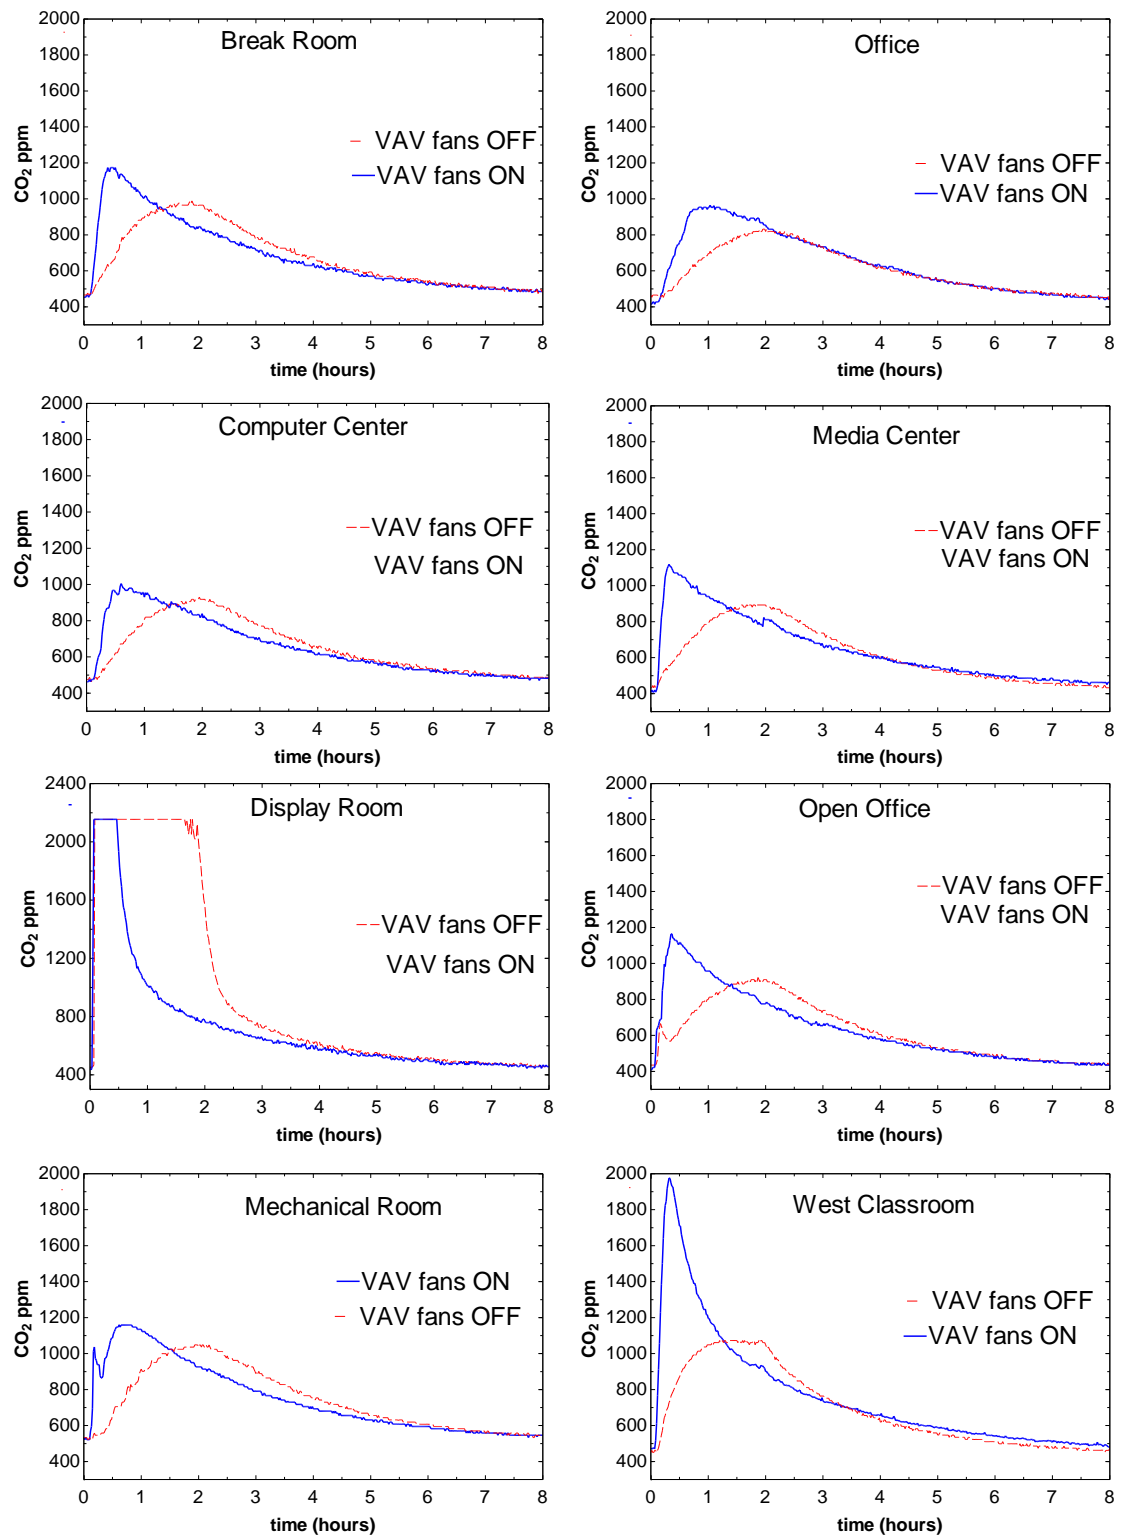 Break Room
2000
1800
1600
1400
1200
1000
800
600
400
CO2 ppm
VAV fans OFF
VAV fans ON
0 1 2 3 4 5 6 7 8
time (hours)
Office
2000
1800
1600
1400
1200
1000
800
600
400
CO2 ppm
VAV fans OFF
VAV fans ON
0 1 2 3 4 5 6 7 8
time (hours)
Computer Center
2000
1800
1600
1400
1200
1000
800
600
400
CO2 ppm
VAV fans OFF
VAV fans ON
0 1 2 3 4 5 6 7 8
time (hours)
Media Center
2000
1800
1600
1400
1200
1000
800
600
400
CO2 ppm
VAV fans OFF
VAV fans ON
0 1 2 3 4 5 6 7 8
time (hours)
Display Room
2400
2000
1600
1200
800
400
CO2 ppm
VAV fans OFF
VAV fans ON
0 1 2 3 4 5 6 7 8
time (hours)
Open Office
2000
1800
1600
1400
1200
1000
800
600
400
CO2 ppm
VAV fans OFF
VAV fans ON
0 1 2 3 4 5 6 7 8
time (hours)
Mechanical Room
2000
1800
1600
1400
1200
1000
800
600
400
CO2 ppm
VAV fans ON
VAV fans OFF
0 1 2 3 4 5 6 7 8
time (hours)
West Classroom
2000
1800
1600
1400
1200
1000
800
600
400
CO2 ppm
VAV fans OFF
VAV fans ON
0 1 2 3 4 5 6 7 8
time (hours)